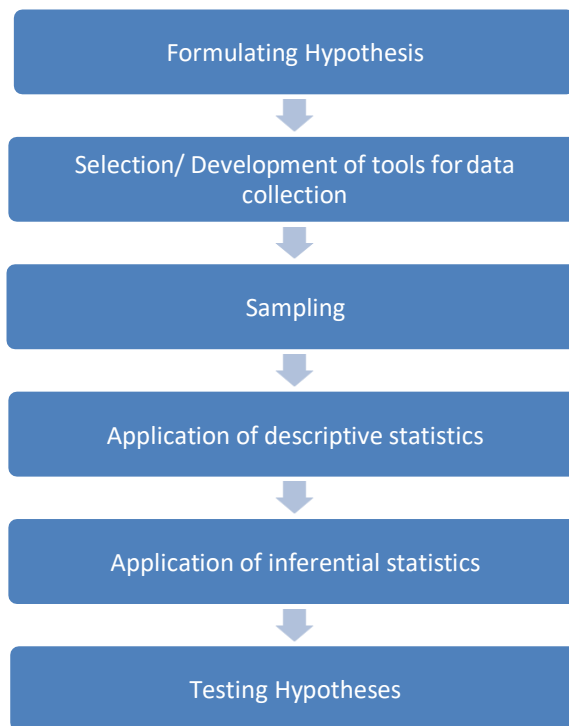 Formulating Hypothesis
Selection/ Development of tools for data
collection
Sampling
Application of descriptive statistics
Application of inferential statistics
Testing Hypotheses